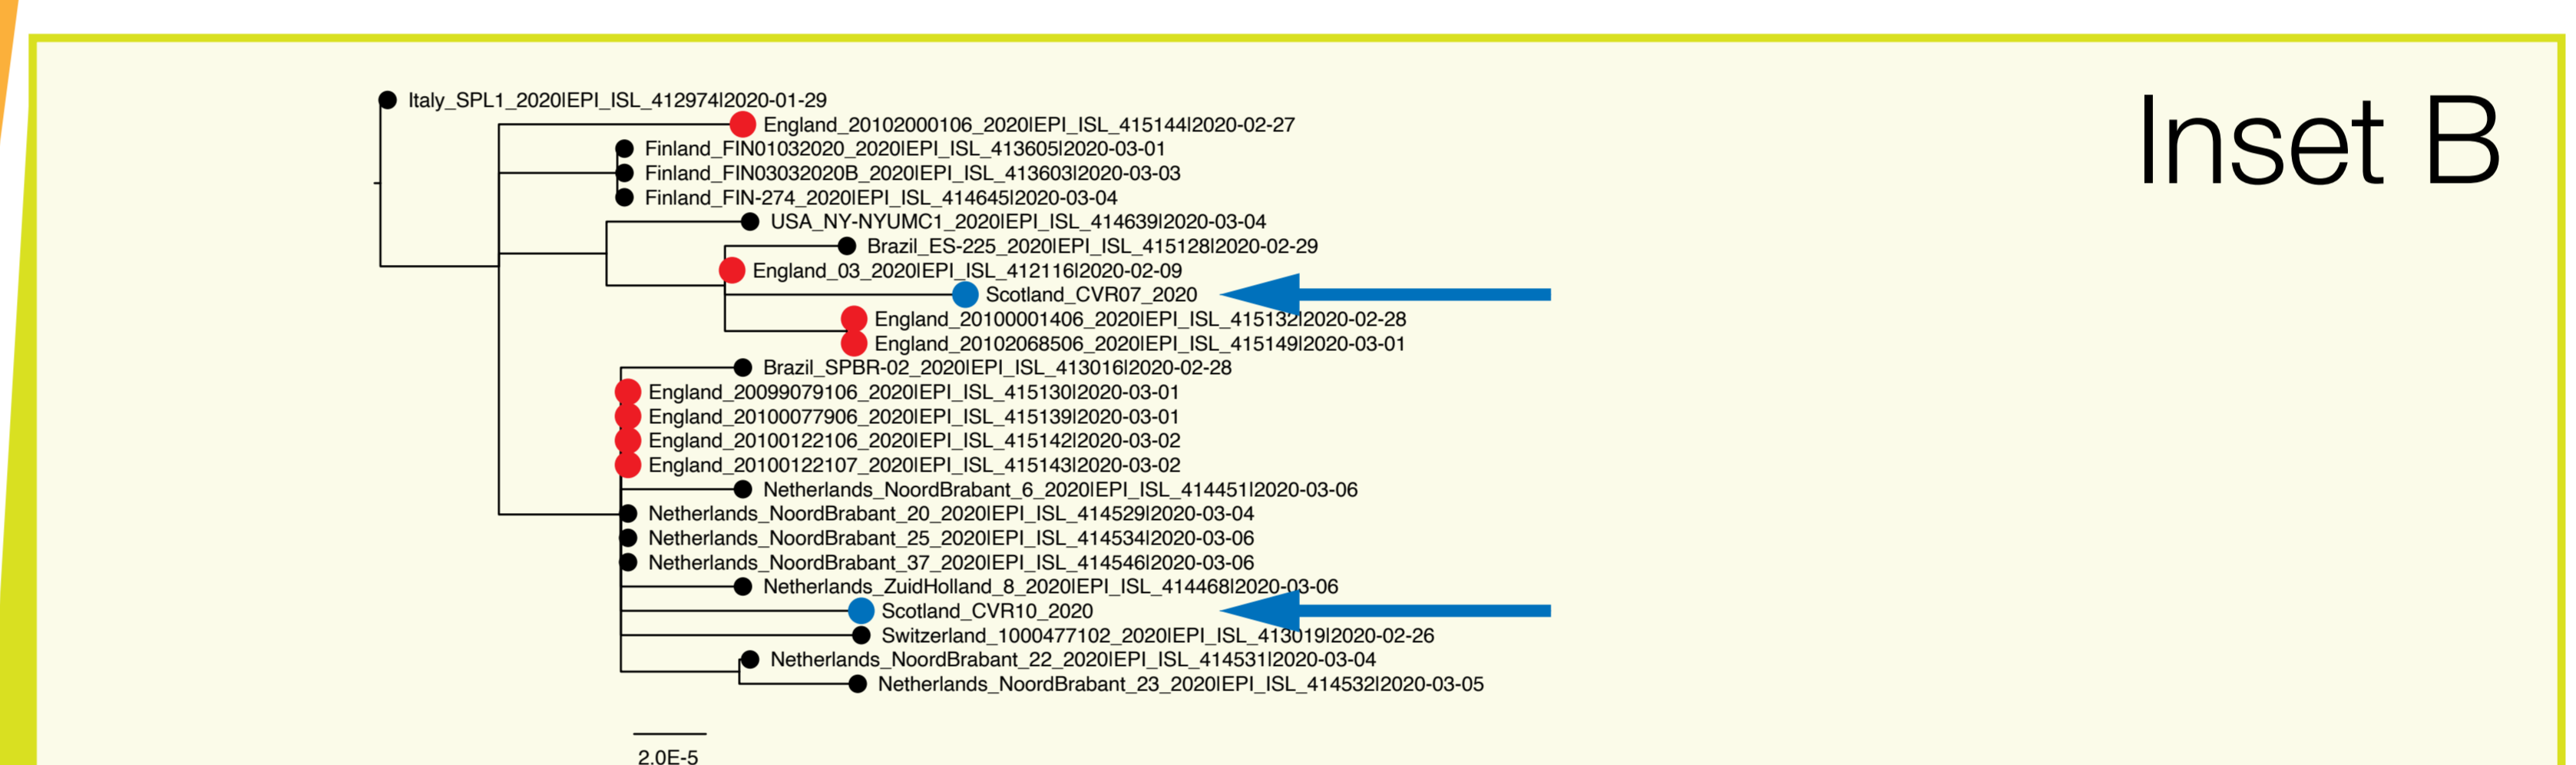 Inset B
Italy_SPL1_2020|EPI_ISL_412974|2020-01-29
England_20102000106_2020|EPI_ISL_415144|2020-02-27
Finland_FIN01032020_2020|EPI_ISL_413605|2020-03-01
Finland_FIN03032020B_2020|EPI_ISL_413603|2020-03-03
Finland_FIN-274_2020|EPI_ISL_414645|2020-03-04
USA_NY-NYUMC1_2020|EPI_ISL_414639|2020-03-04
Brazil_ES-225_2020|EPI_ISL_415128|2020-02-29
England_03_2020|EPI_ISL_412116|2020-02-09
Scotland_CVR07_2020
England_20100001406_2020|EPI_ISL_415132|2020-02-28
England_20102068506_2020|EPI_ISL_415149|2020-03-01
Brazil_SPBR-02_2020|EPI_ISL_413016|2020-02-28
England_20099079106_2020|EPI_ISL_415130|2020-03-01
England_20100077906_2020|EPI_ISL_415139|2020-03-01
England_20100122106_2020|EPI_ISL_415142|2020-03-02
England_20100122107_2020|EPI_ISL_415143|2020-03-02
Netherlands_NoordBrabant_6_2020|EPI_ISL_414451|2020-03-06
Netherlands_NoordBrabant_20_2020|EPI_ISL_414529|2020-03-04
Netherlands_NoordBrabant_25_2020|EPI_ISL_414534|2020-03-06
Netherlands_NoordBrabant_37_2020|EPI_ISL_414546|2020-03-06
Netherlands_ZuidHolland_8_2020|EPI_ISL_414468|2020-03-06
Scotland_CVR10_2020
Switzerland_1000477102_2020|EPI_ISL_413019|2020-02-26
Netherlands_NoordBrabant_22_2020|EPI_ISL_414531|2020-03-04
Netherlands_NoordBrabant_23_2020|EPI_ISL_414532|2020-03-05
2.0E-5